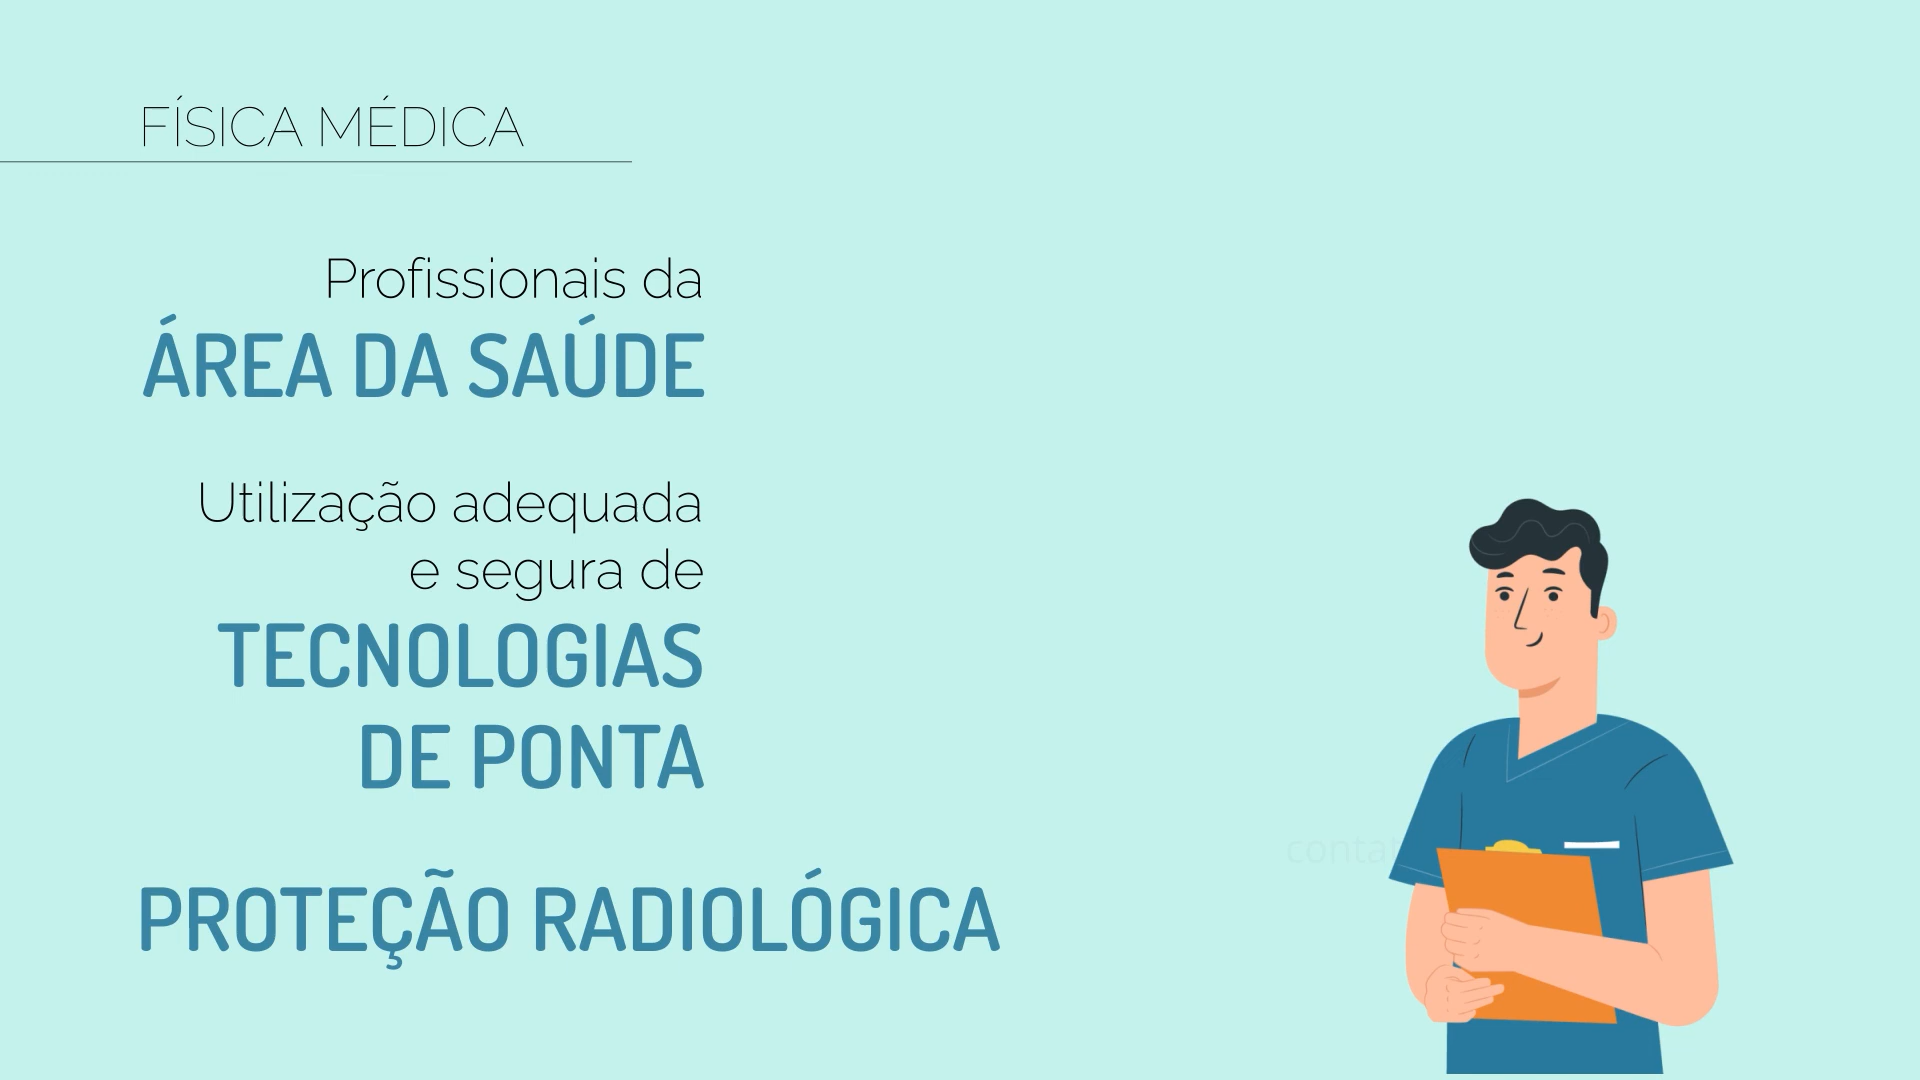 FÍSICA MÉDICA
Profissionais da
ÁREA DA SAÚDE
Utilização adequada
e segura de
TECNOLOGIAS
DE PONTA
PROTEÇÃO RADIOLÓGICA